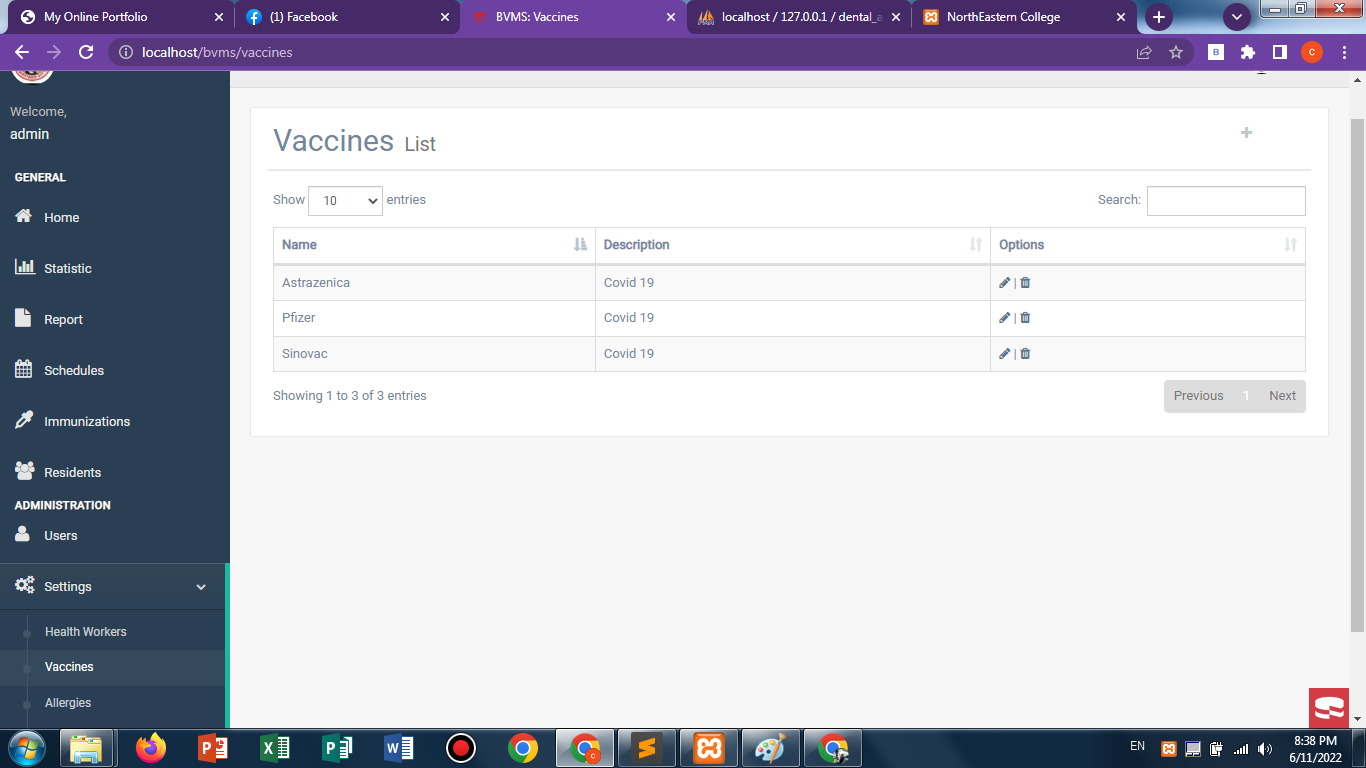 My Online Portfolio
(1) Facebook
BVMS: Vaccines
localhost / 127.0.0.1 / dental_a
NorthEastern College
localhost/bvms/vaccines
B
c
Welcome,
admin
GENERAL
Home
Statistic
Report
Schedules
Immunizations
Residents
ADMINISTRATION
Users
Settings
Health Workers
Vaccines
Allergies
Vaccines List
Show 10 entries
Search:
Name Description Options
Astrazenica Covid 19 |
Pfizer Covid 19 |
Sinovac Covid 19 |
Showing 1 to 3 of 3 entries
Previous 1 Next
EN
8:38 PM
6/11/2022